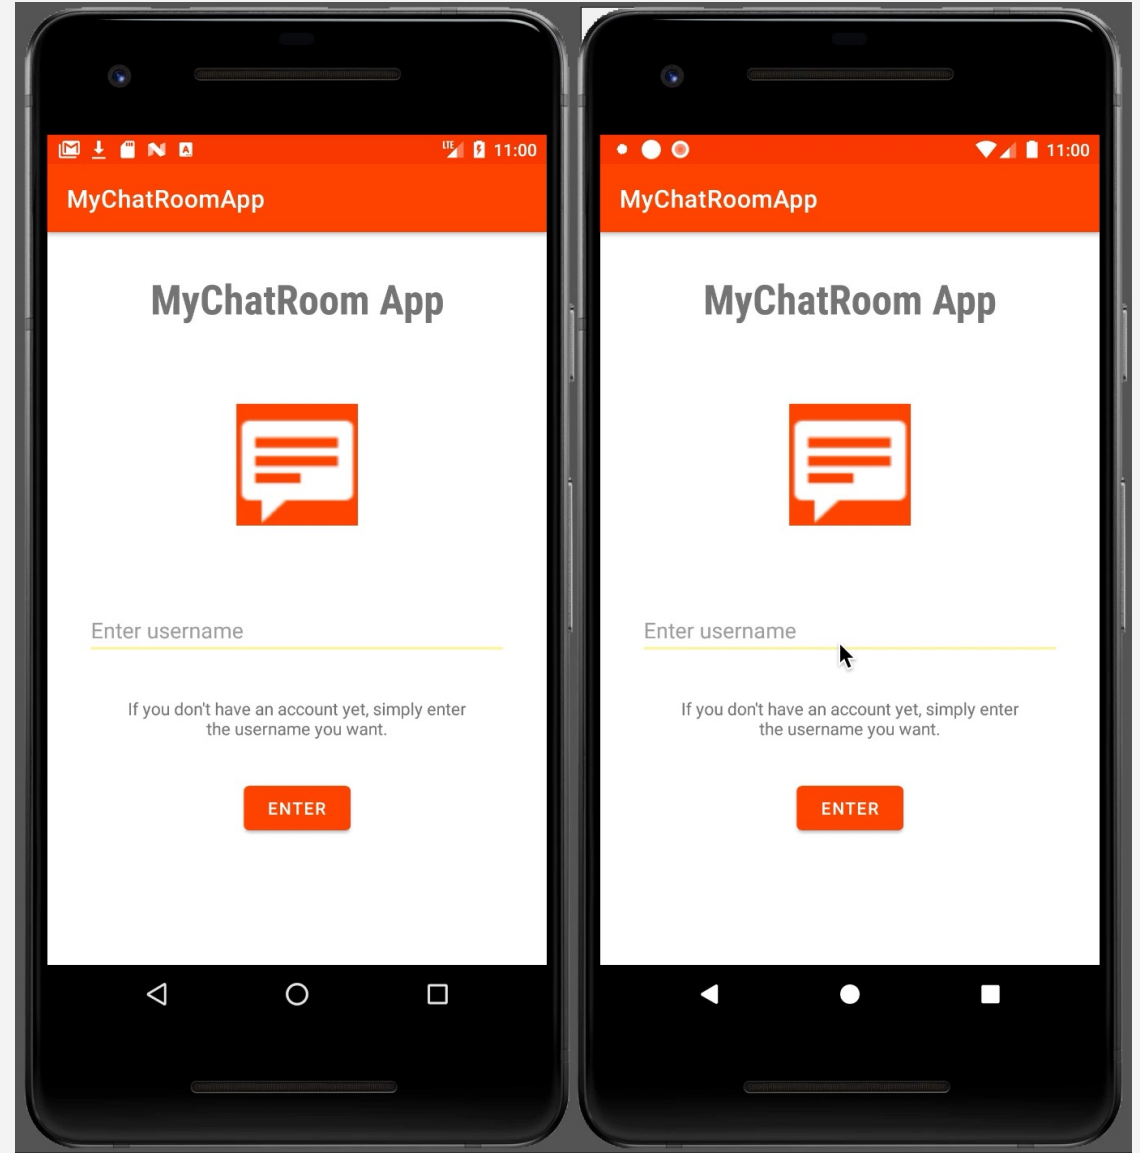 LTE 11:00
MyChatRoomApp
MyChatRoom App
Enter username
If you don't have an account yet, simply enter
the username you want.
ENTER
11:00
MyChatRoomApp
MyChatRoom App
Enter username
If you don't have an account yet, simply enter
the username you want.
ENTER